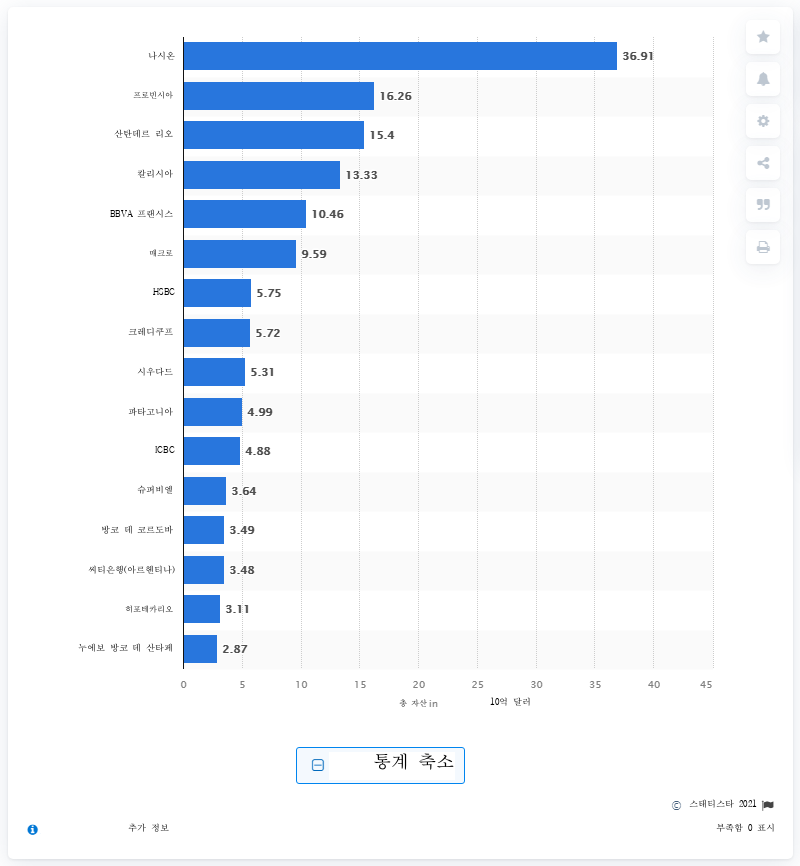 나시온 36.91
프로빈시아 16.26
산탄데르 리오 15.4
갈리시아 13.33
BBVA 프랜시스 10.46
매크로 9.59
HSBC 5.75
크레디쿠프 5.72
시우다드 5.31
파타고니아 4.99
ICBC 4.88
슈퍼비엘 3.64
방코 데 코르도바 3.49
씨티은행(아르헨티나) 3.48
히포테카리오 3.11
누에보 방코 데 산타페 2.87
0 5 10 15 20 25 30 35 40 45
총 자산 in 10억 달러
통계 축소
© 스태티스타 2021
추가 정보 부족함 0 표시